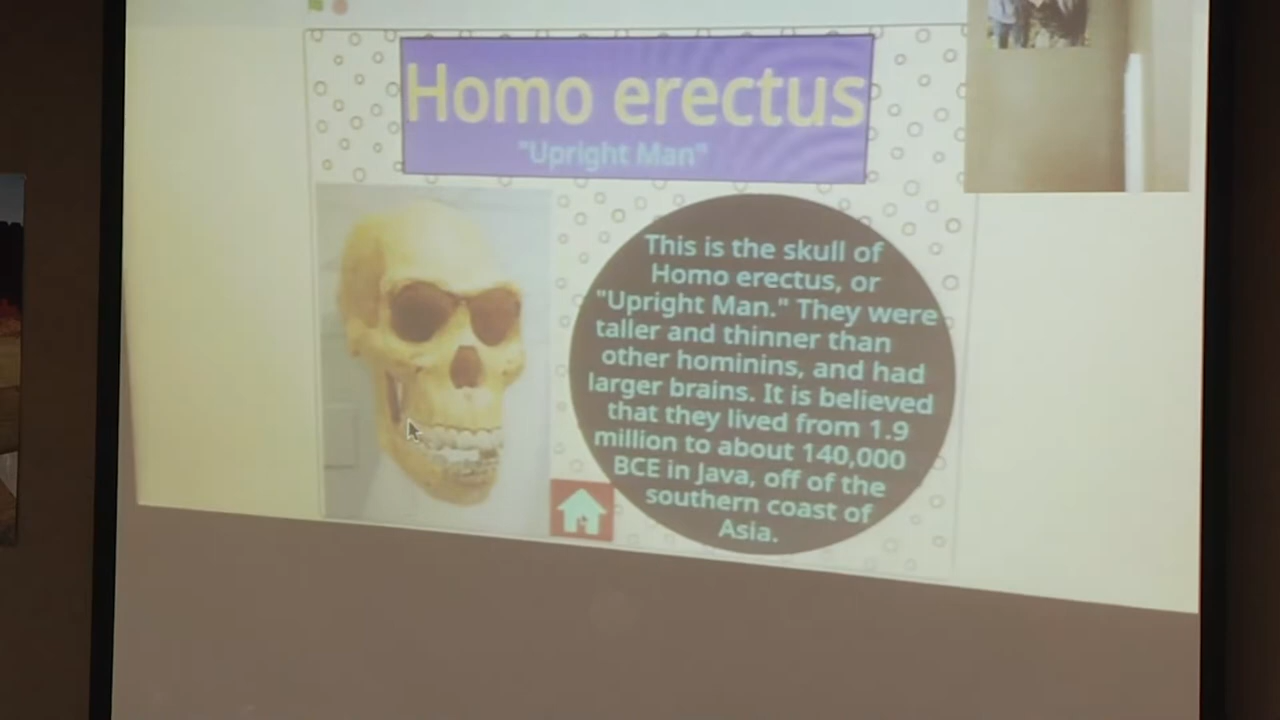 Homo erectus
"Upright Man"
This is the skull of
Homo erectus, or
"Upright Man." They were
taller and thinner than
other hominins, and had
larger brains. It is believed
that they lived from 1.9
million to about 140,000
BCE in Java, off of the
southern coast of
Asia.